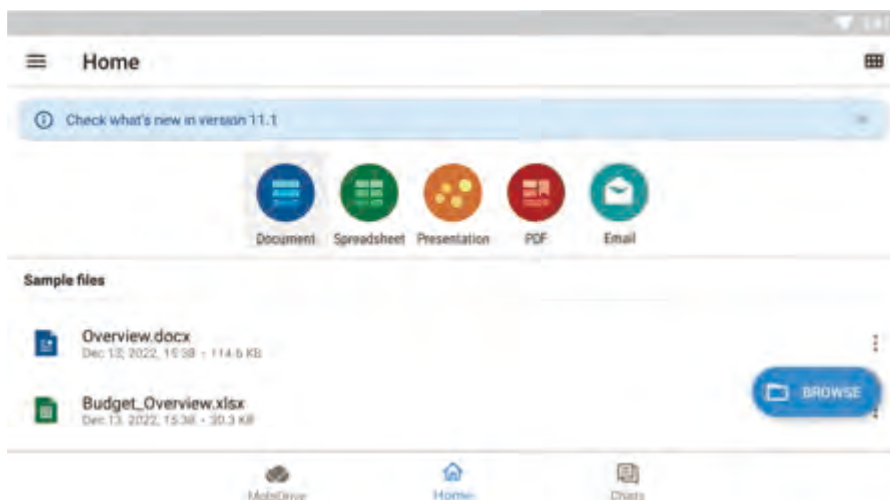 Home
Check what's new in version 11.1
Document Spreadsheet Presentation PDF Email
Sample files
Overview.docx
Dec 13, 2022, 15:38 • 114.6 KB
Budget_Overview.xlsx
Dec 13, 2022, 15:38 • 30.3 KB
BROWSE
MobiDrive Home Chats